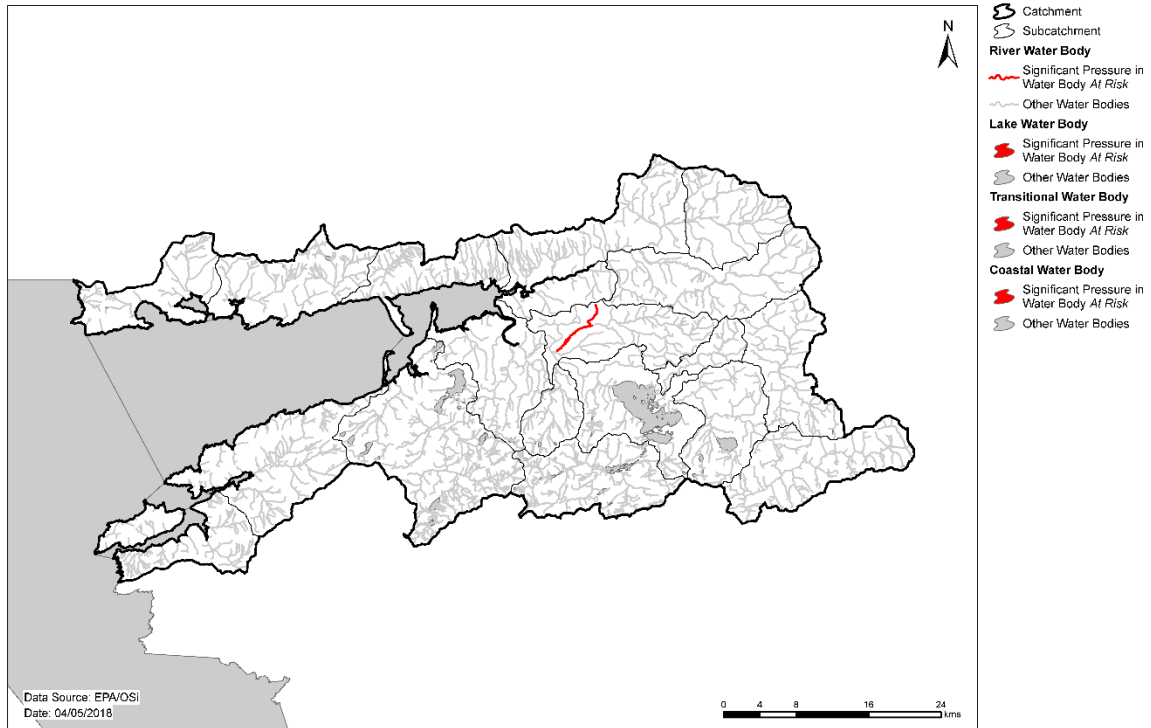 N
Data Source: EPA/OSi
Date: 04/05/2018
0 4 8 16 24
kms
Catchment
Subcatchment
River Water Body
Significant Pressure in
Water Body At Risk
Other Water Bodies
Lake Water Body
Significant Pressure in
Water Body At Risk
Other Water Bodies
Transitional Water Body
Significant Pressure in
Water Body At Risk
Other Water Bodies
Coastal Water Body
Significant Pressure in
Water Body At Risk
Other Water Bodies